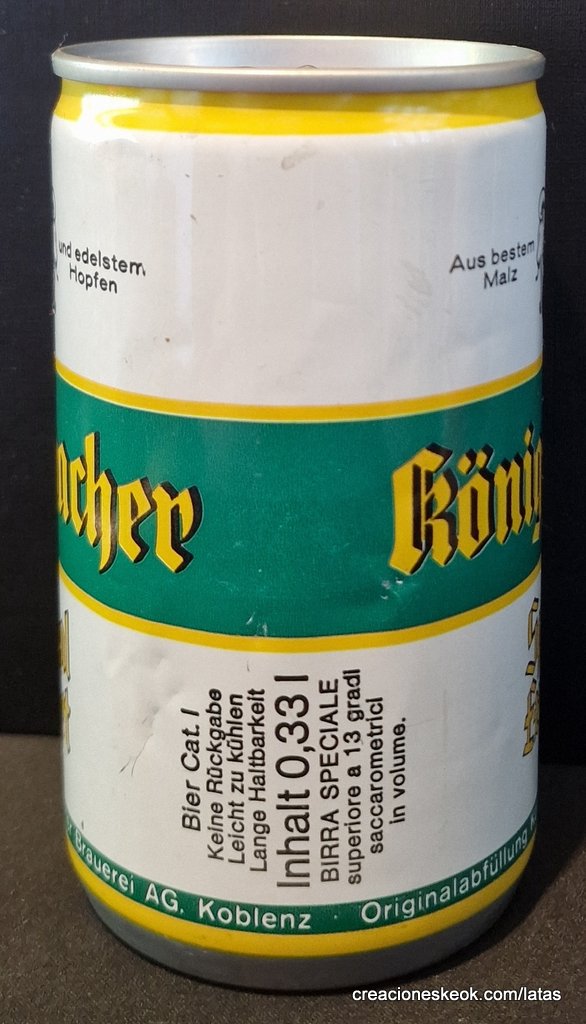 und edelstem
Hopfen
Aus bestem
Malz
acher
König
Bier Cat. I
Keine Rückgabe
Leicht zu kühlen
Lange Haltbarkeit
Inhalt 0,33 l
BIRRA SPECIALE
superiore a 13 gradi
saccarometrici
in volume.
Brauerei AG, Koblenz · Originalabfüllung
creacioneskeok.com/latas